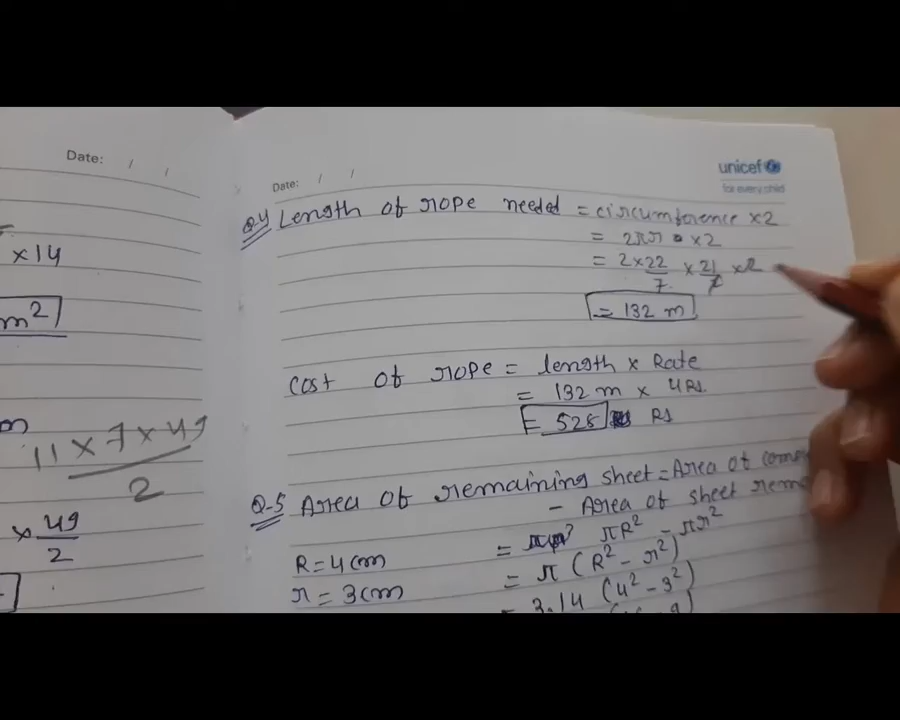 Date: / /
×14
m²
m
11 × 7 × 49
2
× 49
2
unicef
for every child
Date: / /
Q.4 Length of rope needed = circumference ×2
= 2πr ×2
= 2 × 22/7 × 21/2 × 2
= 132 m
Cost of rope = length × Rate
= 132 m × 4 Rs.
= 528 Rs
Q-5 Area of remaining sheet = Area of
- Area of sheet
R = 4 cm
= πR² - πr²
r = 3 cm
= π (R² - r²)
= 3.14 (4² - 3²)